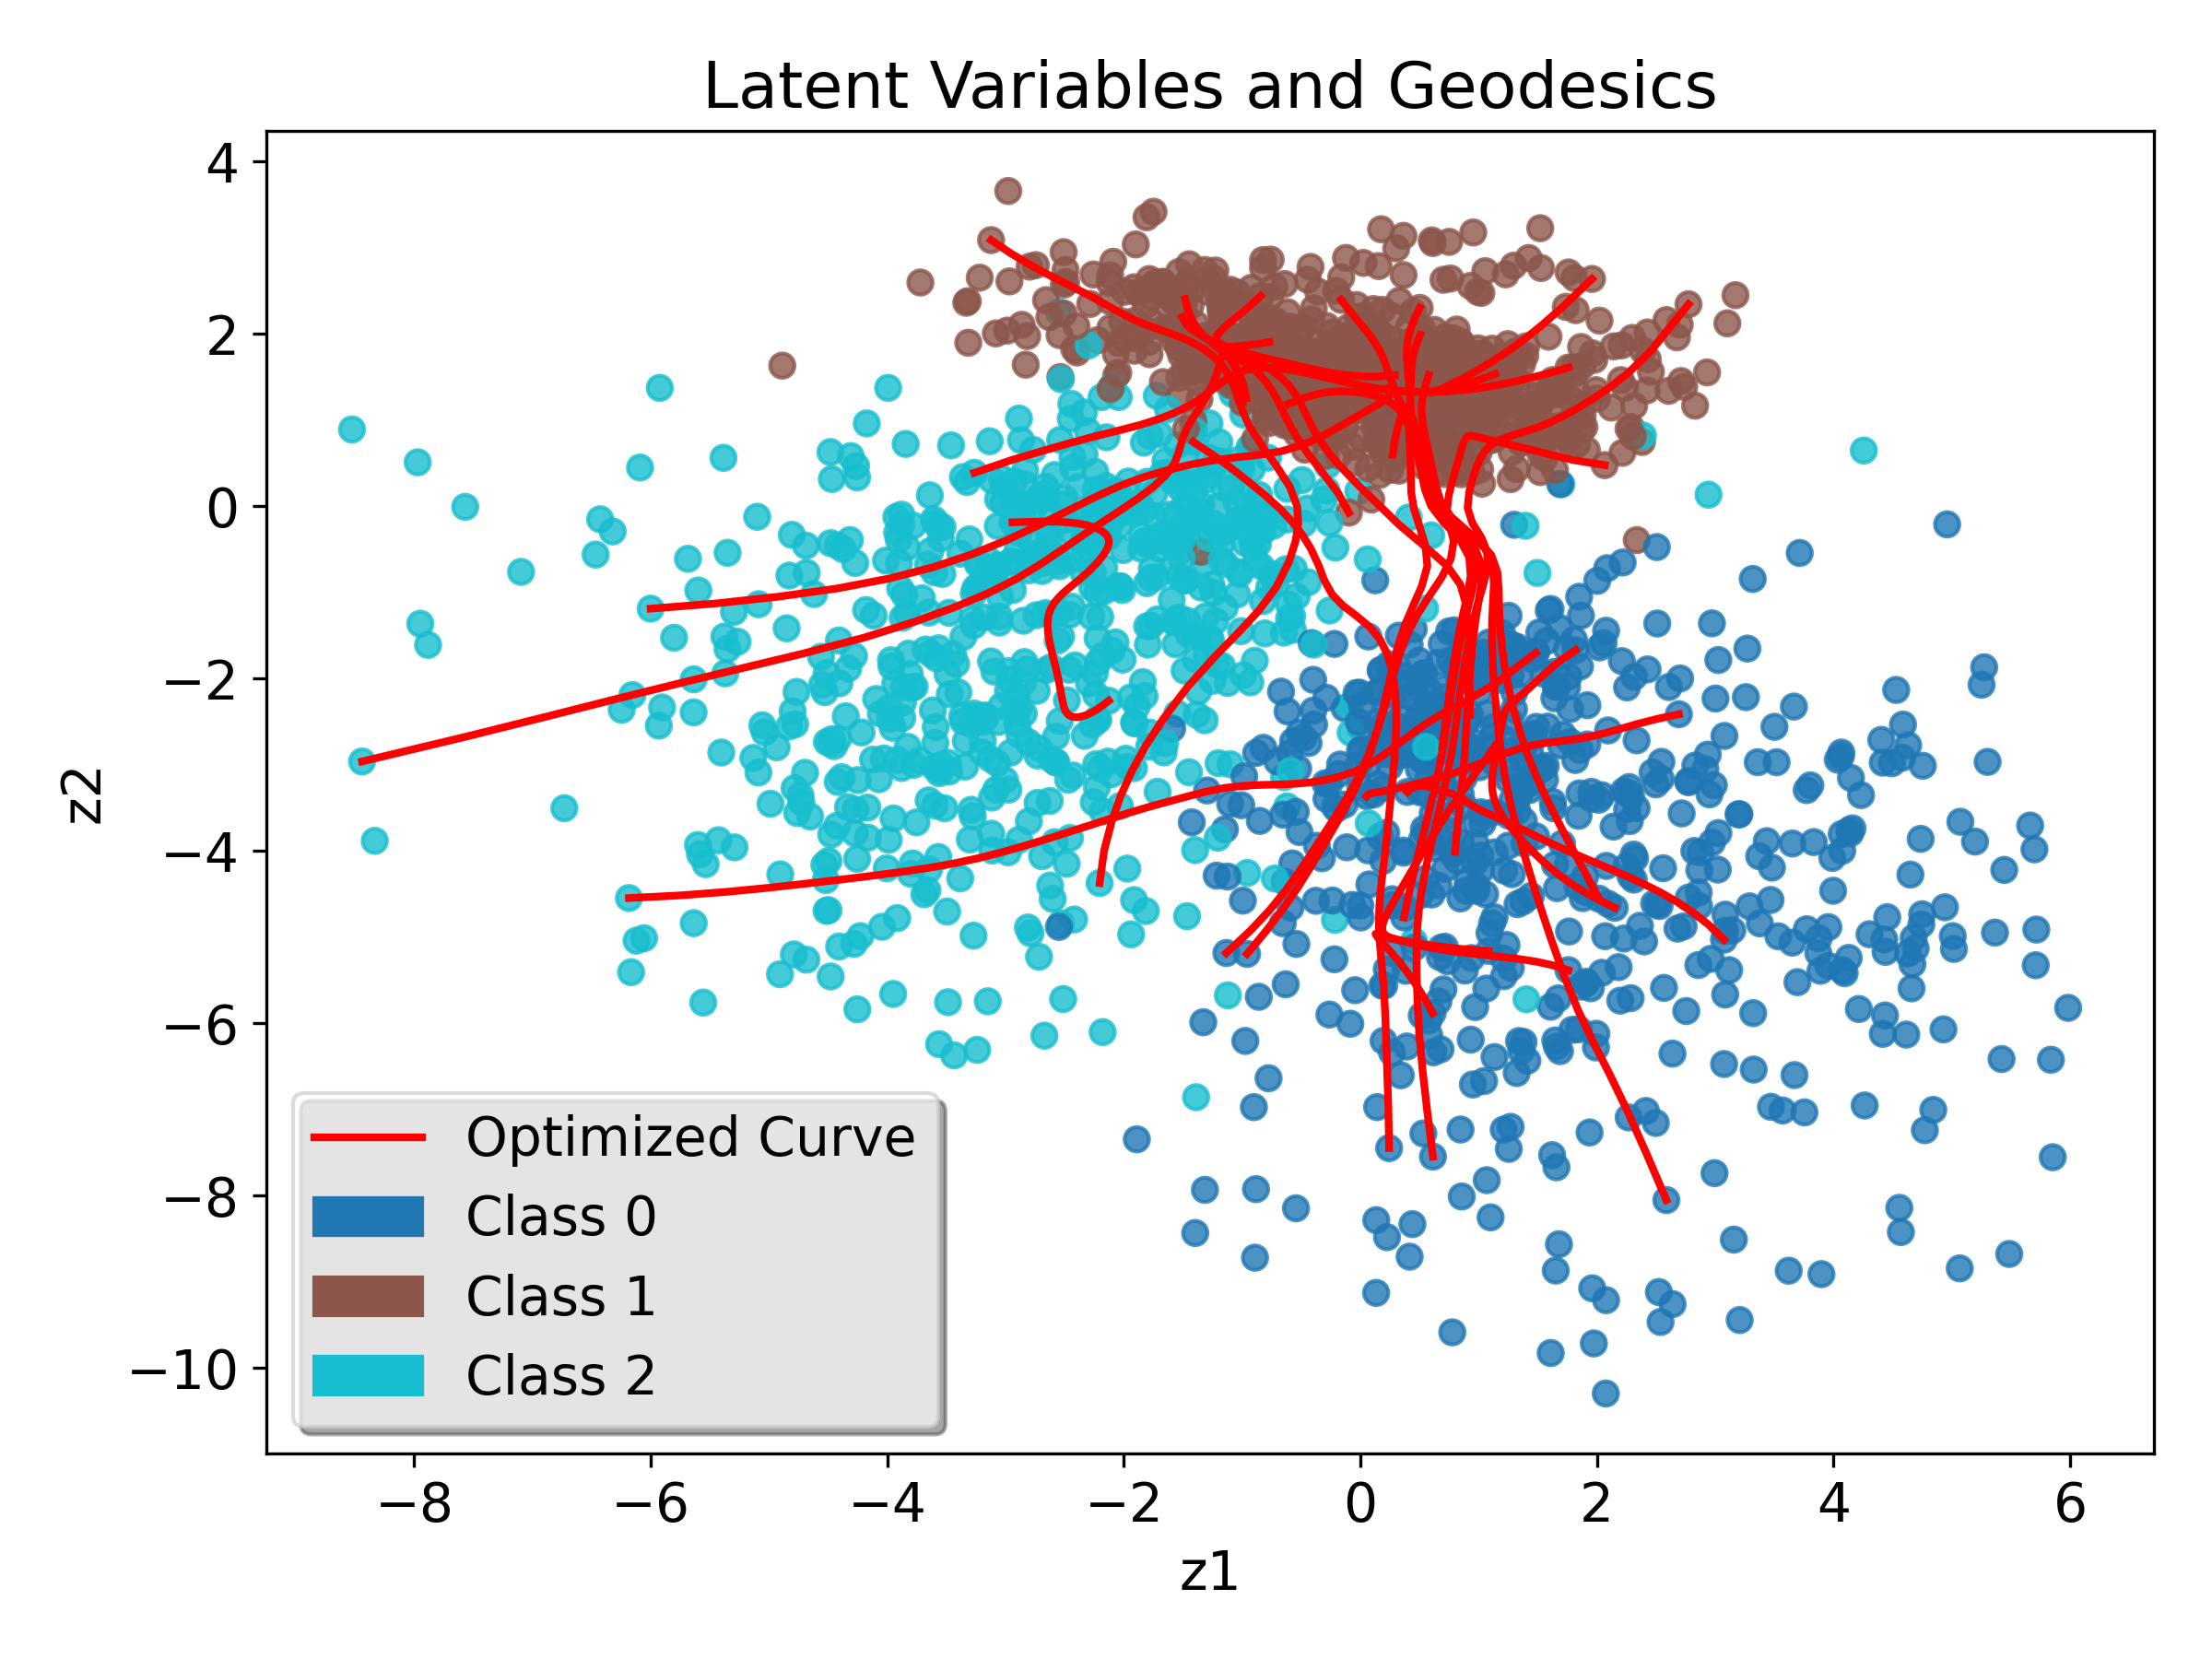 Latent Variables and Geodesics
4
2
0
−2
−4
−6
−8
−10
z2
Optimized Curve
Class 0
Class 1
Class 2
−8 −6 −4 −2 0 2 4 6
z1